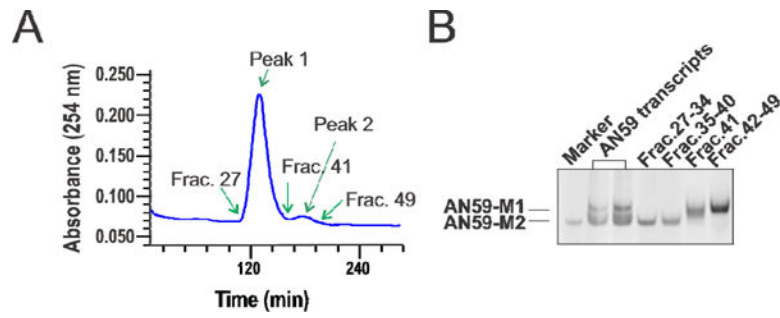 A
Absorbance (254 nm)
0.250
0.200
0.150
0.100
0.050
Peak 1
Peak 2
Frac. 27
Frac. 41
Frac. 49
120
240
Time (min)
B
Marker
AN59 transcripts
Frac.27-34
Frac.35-40
Frac.41
Frac.42-49
AN59-M1
AN59-M2